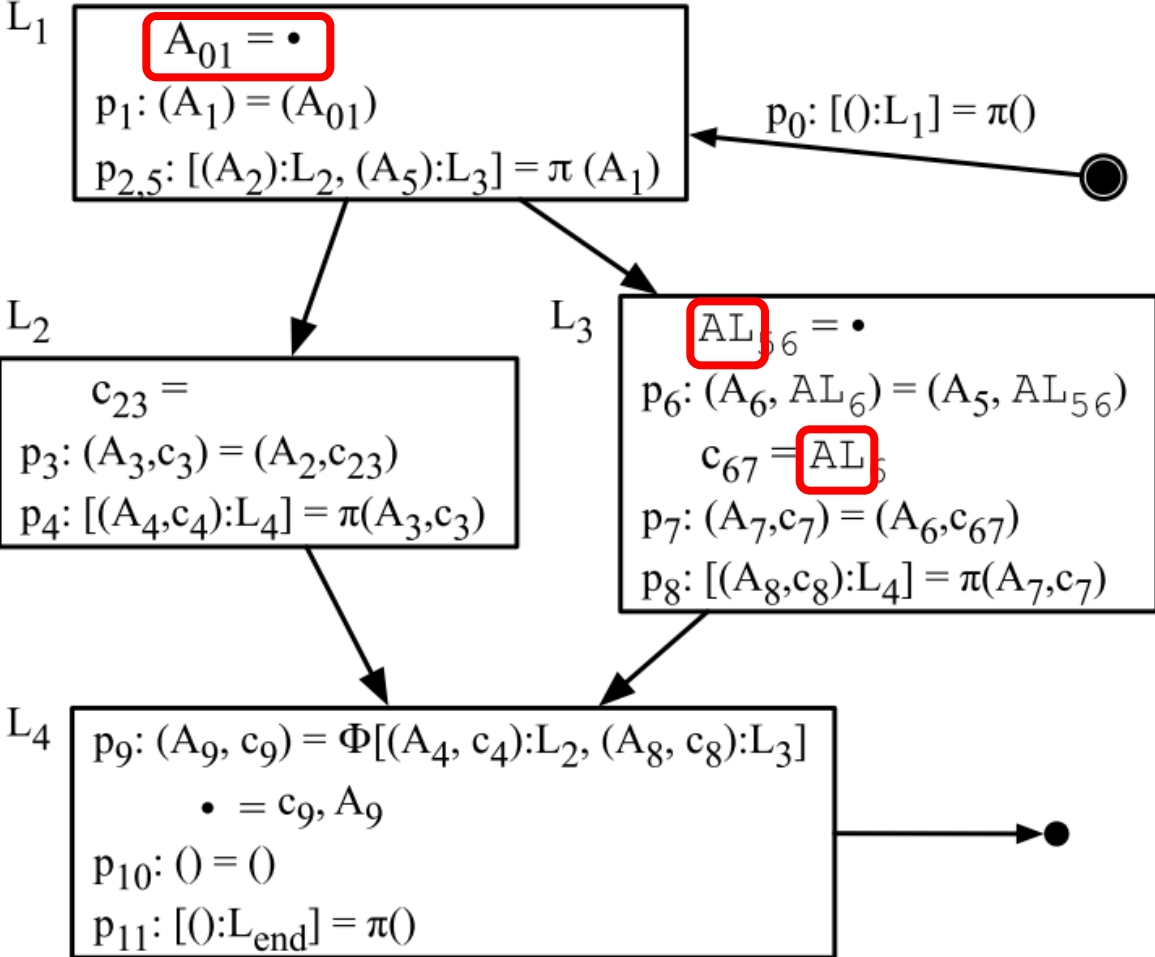 L₁
A₀₁ = •
p₁: (A₁) = (A₀₁)
p₂,₅: [(A₂):L₂, (A₅):L₃] = π (A₁)
p₀: [():L₁] = π()
L₂
c₂₃ =
p₃: (A₃,c₃) = (A₂,c₂₃)
p₄: [(A₄,c₄):L₄] = π(A₃,c₃)
L₃
AL₅₆ = •
p₆: (A₆, AL₆) = (A₅, AL₅₆)
c₆₇ = AL₆
p₇: (A₇,c₇) = (A₆,c₆₇)
p₈: [(A₈,c₈):L₄] = π(A₇,c₇)
L₄
p₉: (A₉, c₉) = Φ[(A₄, c₄):L₂, (A₈, c₈):L₃]
• = c₉, A₉
p₁₀: () = ()
p₁₁: [():L_end] = π()